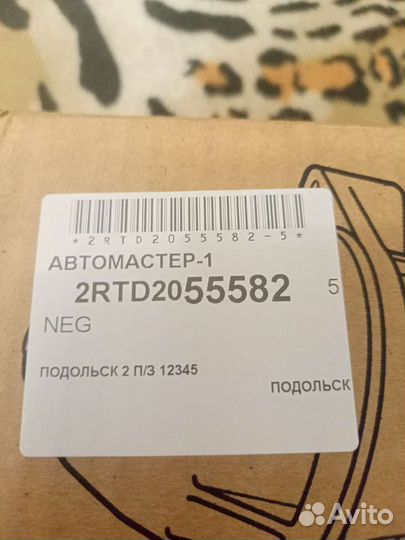 *2RTD2055582-5*
АВТОМАСТЕР-1
2RTD2055582 5
NEG
ПОДОЛЬСК 2 П/З 12345
ПОДОЛЬСК
Avito